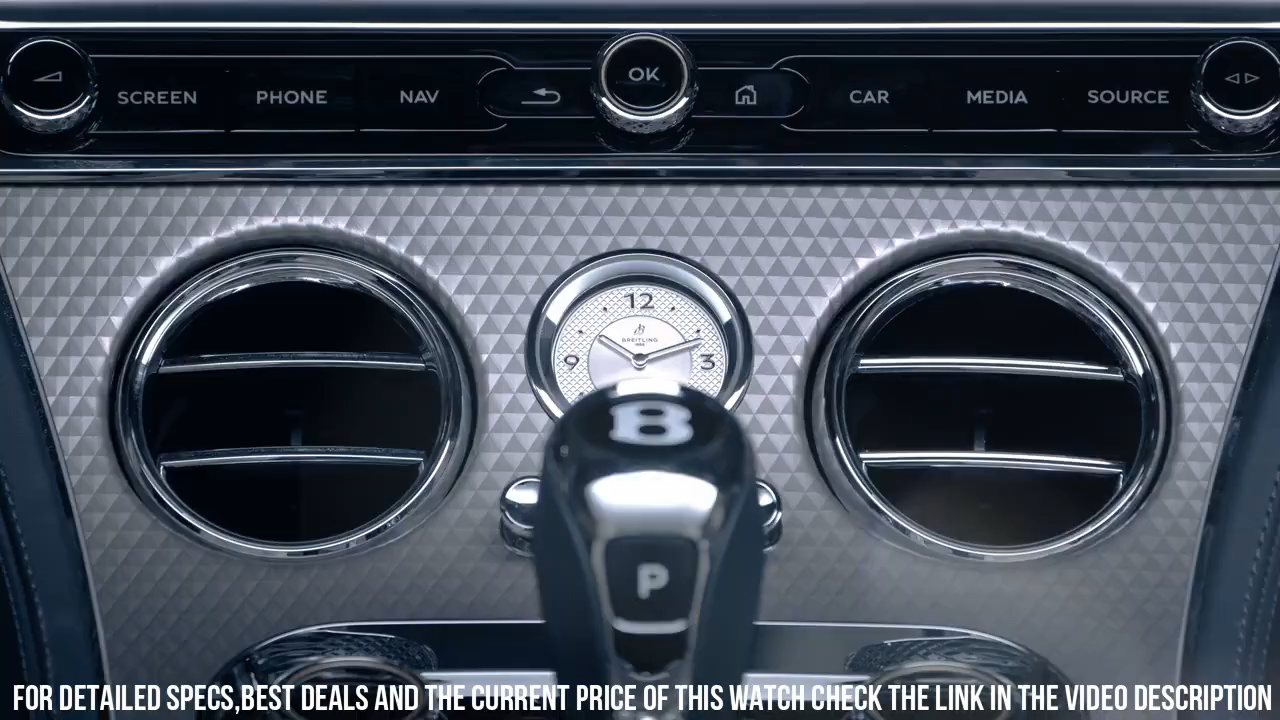 SCREEN PHONE NAV OK CAR MEDIA SOURCE
12
BREITLING
9 3
B
P
FOR DETAILED SPECS,BEST DEALS AND THE CURRENT PRICE OF THIS WATCH CHECK THE LINK IN THE VIDEO DESCRIPTION